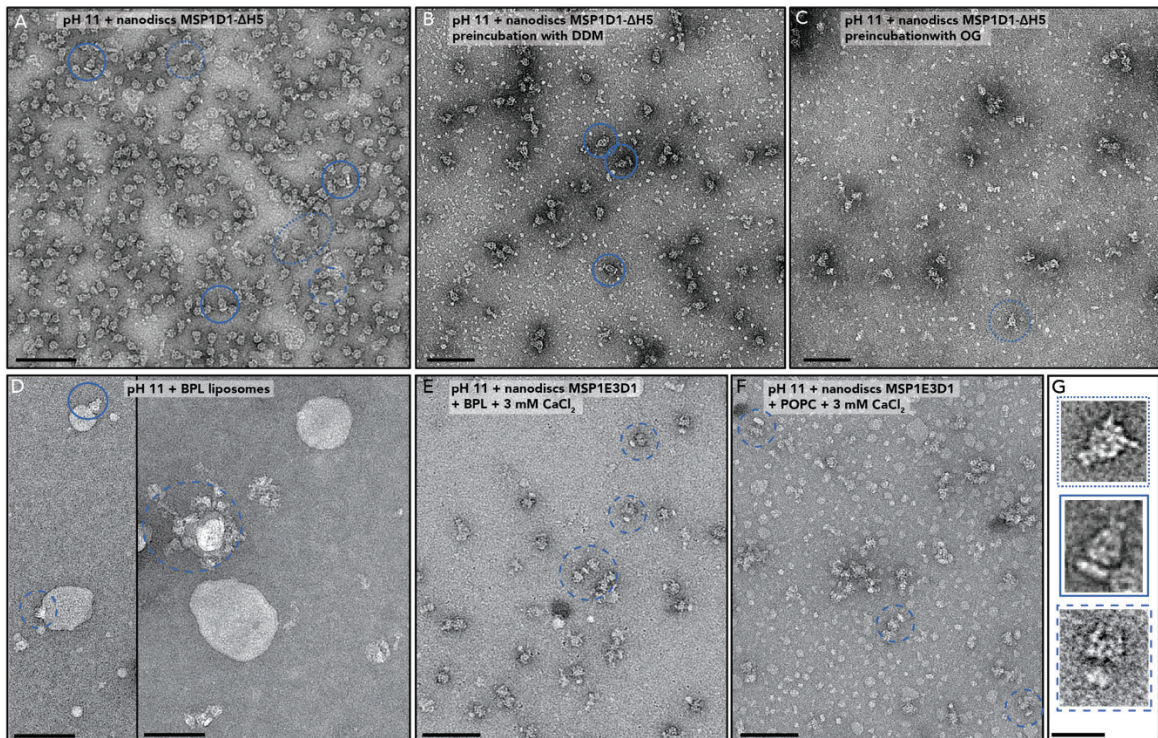 A
pH 11 + nanodiscs MSP1D1-ΔH5
B
pH 11 + nanodiscs MSP1D1-ΔH5
preincubation with DDM
C
pH 11 + nanodiscs MSP1D1-ΔH5
preincubationwith OG
D
pH 11 + BPL liposomes
E
pH 11 + nanodiscs MSP1E3D1
+ BPL + 3 mM CaCl₂
F
pH 11 + nanodiscs MSP1E3D1
+ POPC + 3 mM CaCl₂
G